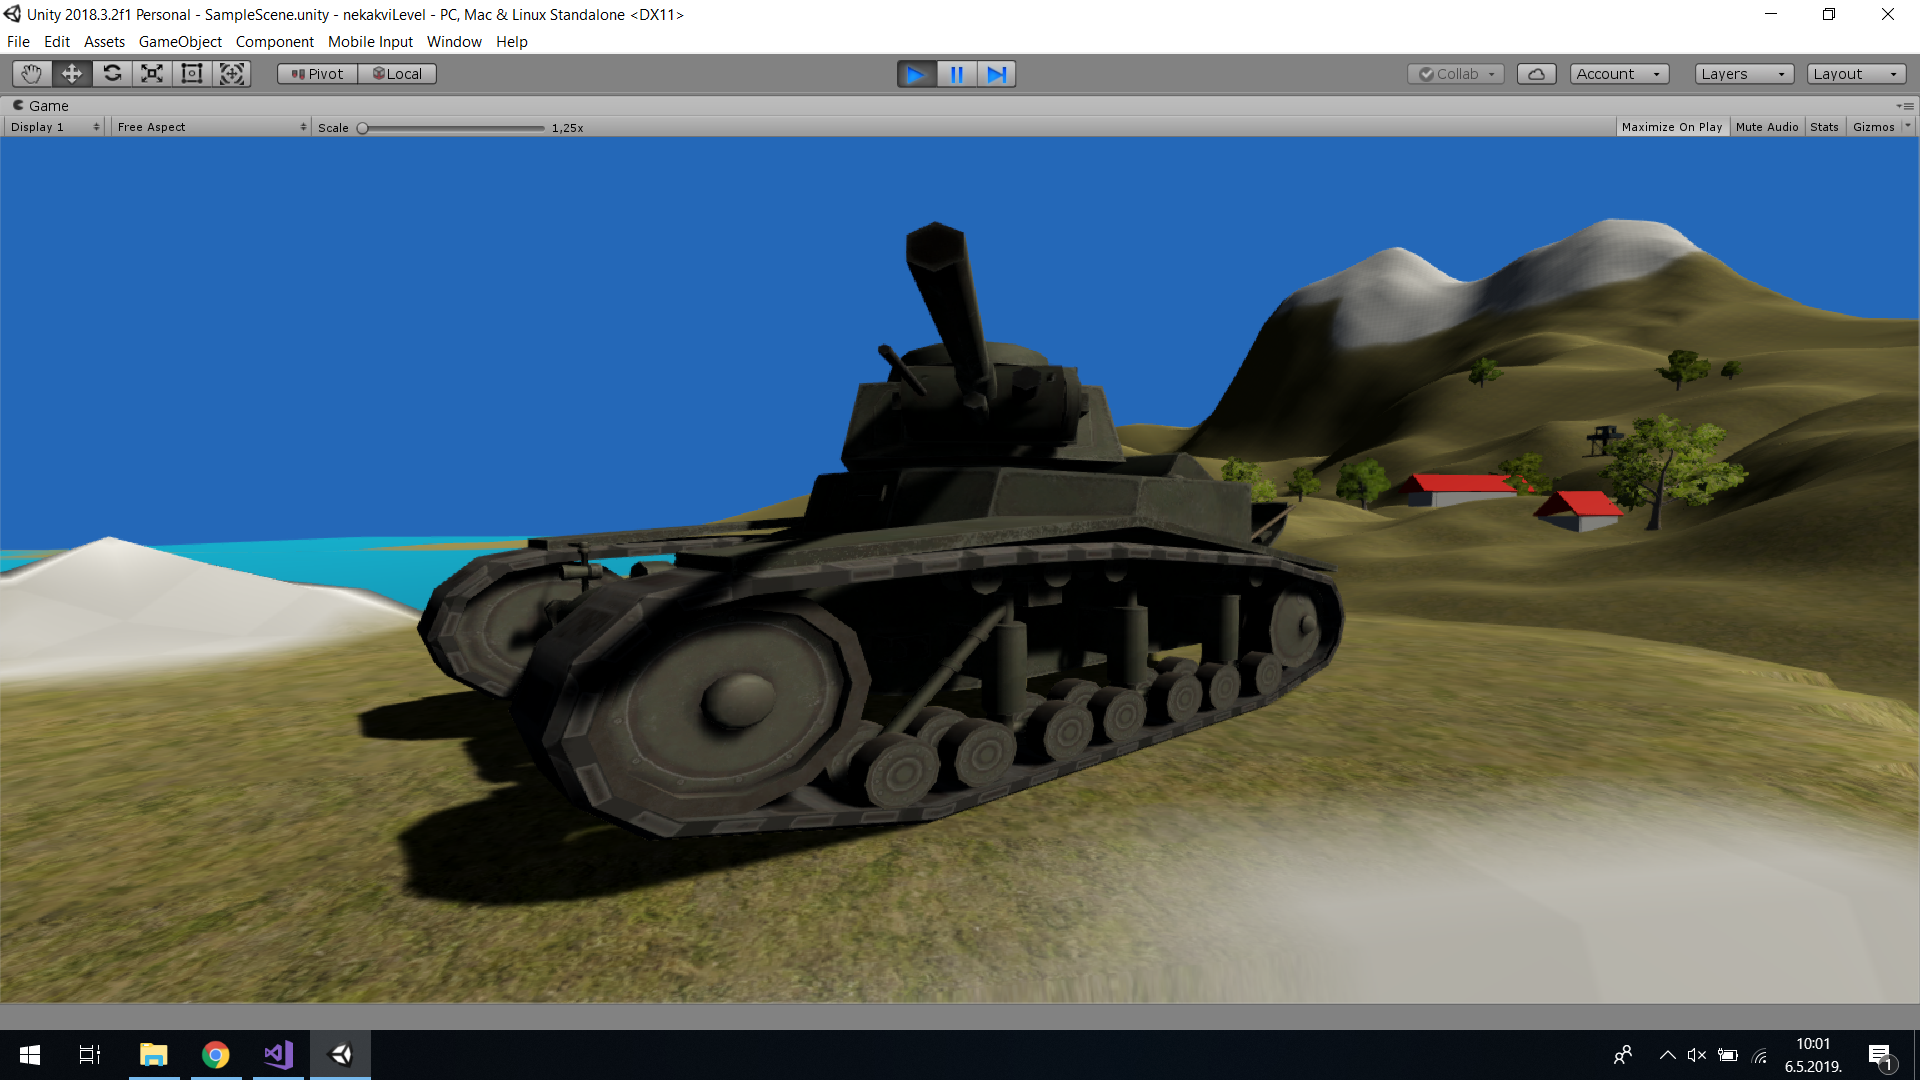 Unity 2018.3.2f1 Personal - SampleScene.unity - nekakviLevel - PC, Mac & Linux Standalone <DX11>
File Edit Assets GameObject Component Mobile Input Window Help
Pivot Local Collab Account Layers Layout
Game
Display 1 Free Aspect Scale 1,25x Maximize On Play Mute Audio Stats Gizmos
10:01
6.5.2019.
1